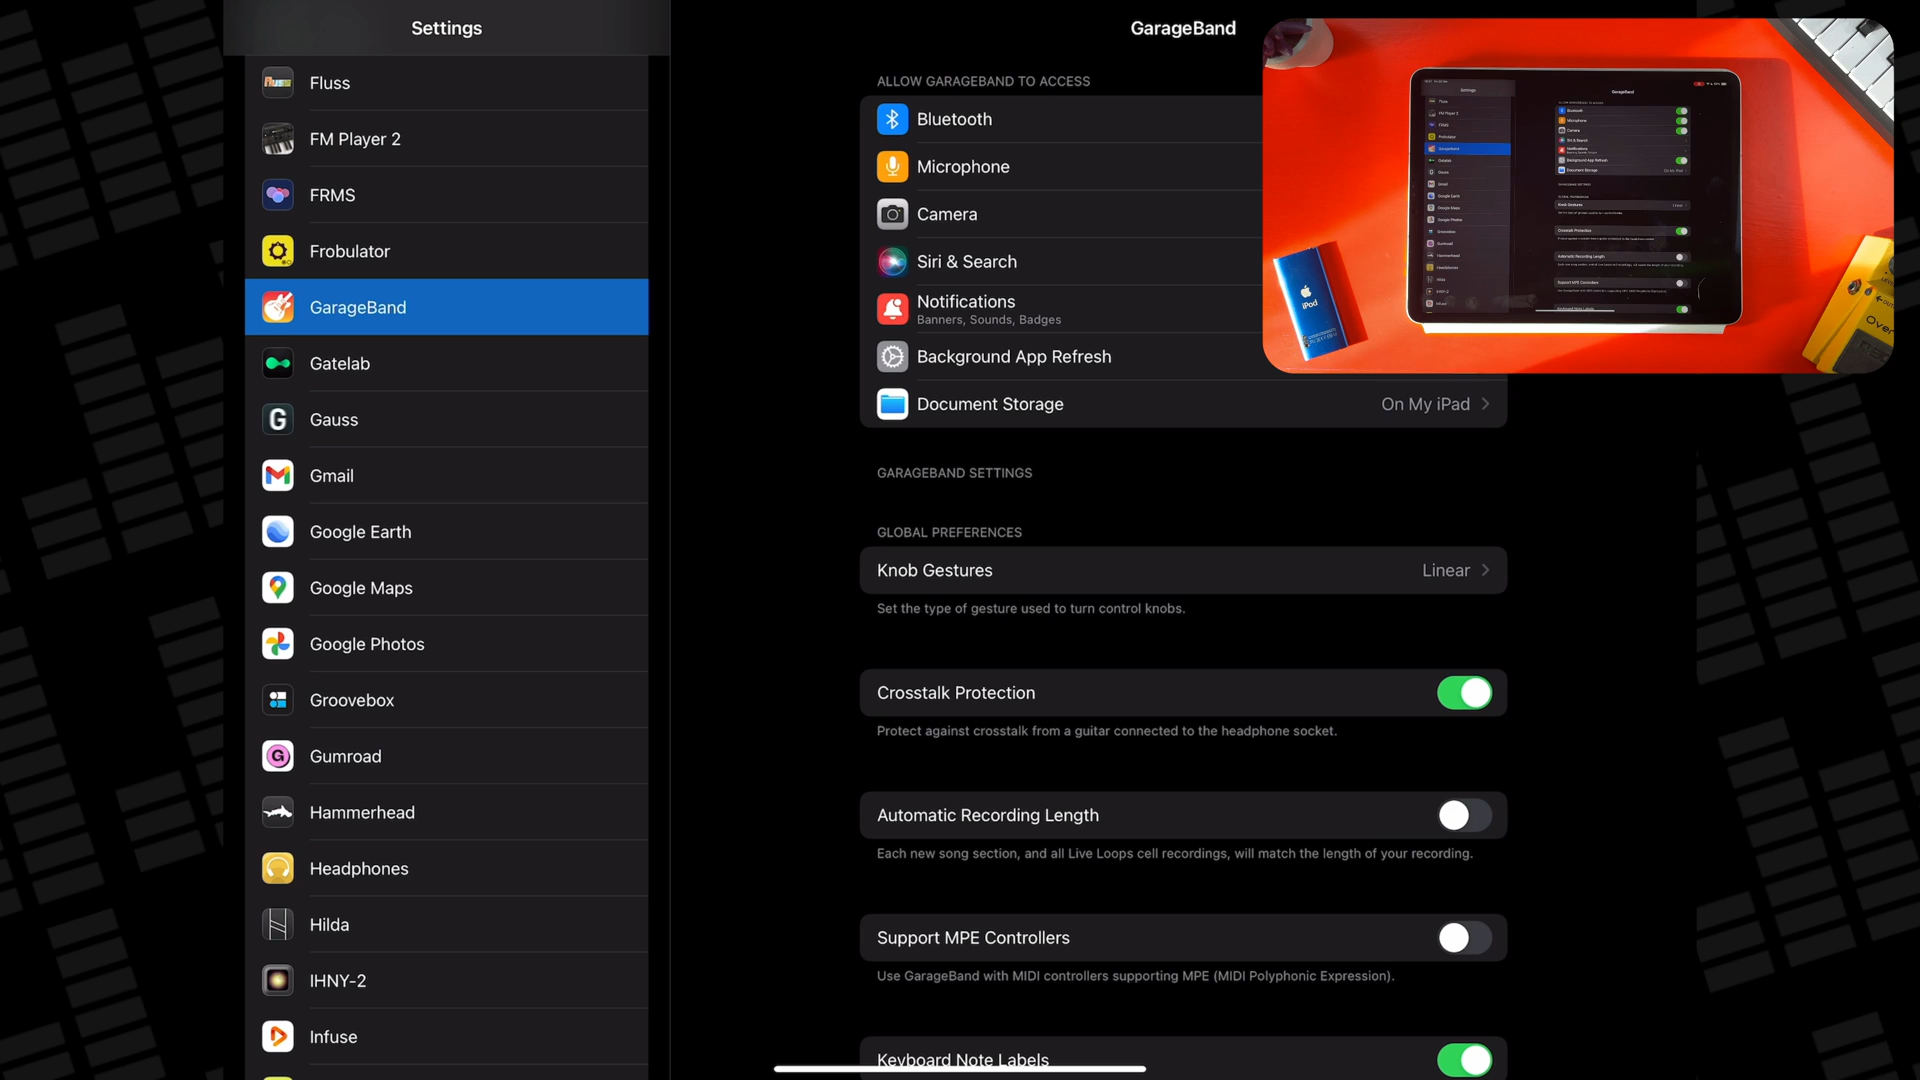 Settings
Fluss
FM Player 2
FRMS
Frobulator
GarageBand
Gatelab
Gauss
Gmail
Google Earth
Google Maps
Google Photos
Groovebox
Gumroad
Hammerhead
Headphones
Hilda
IHNY-2
Infuse
GarageBand
ALLOW GARAGEBAND TO ACCESS
Bluetooth
Microphone
Camera
Siri & Search
Notifications
Banners, Sounds, Badges
Background App Refresh
Document Storage On My iPad
GARAGEBAND SETTINGS
GLOBAL PREFERENCES
Knob Gestures Linear
Set the type of gesture used to turn control knobs.
Crosstalk Protection
Protect against crosstalk from a guitar connected to the headphone socket.
Automatic Recording Length
Each new song section, and all Live Loops cell recordings, will match the length of your recording.
Support MPE Controllers
Use GarageBand with MIDI controllers supporting MPE (MIDI Polyphonic Expression).
Keyboard Note Labels
iPod